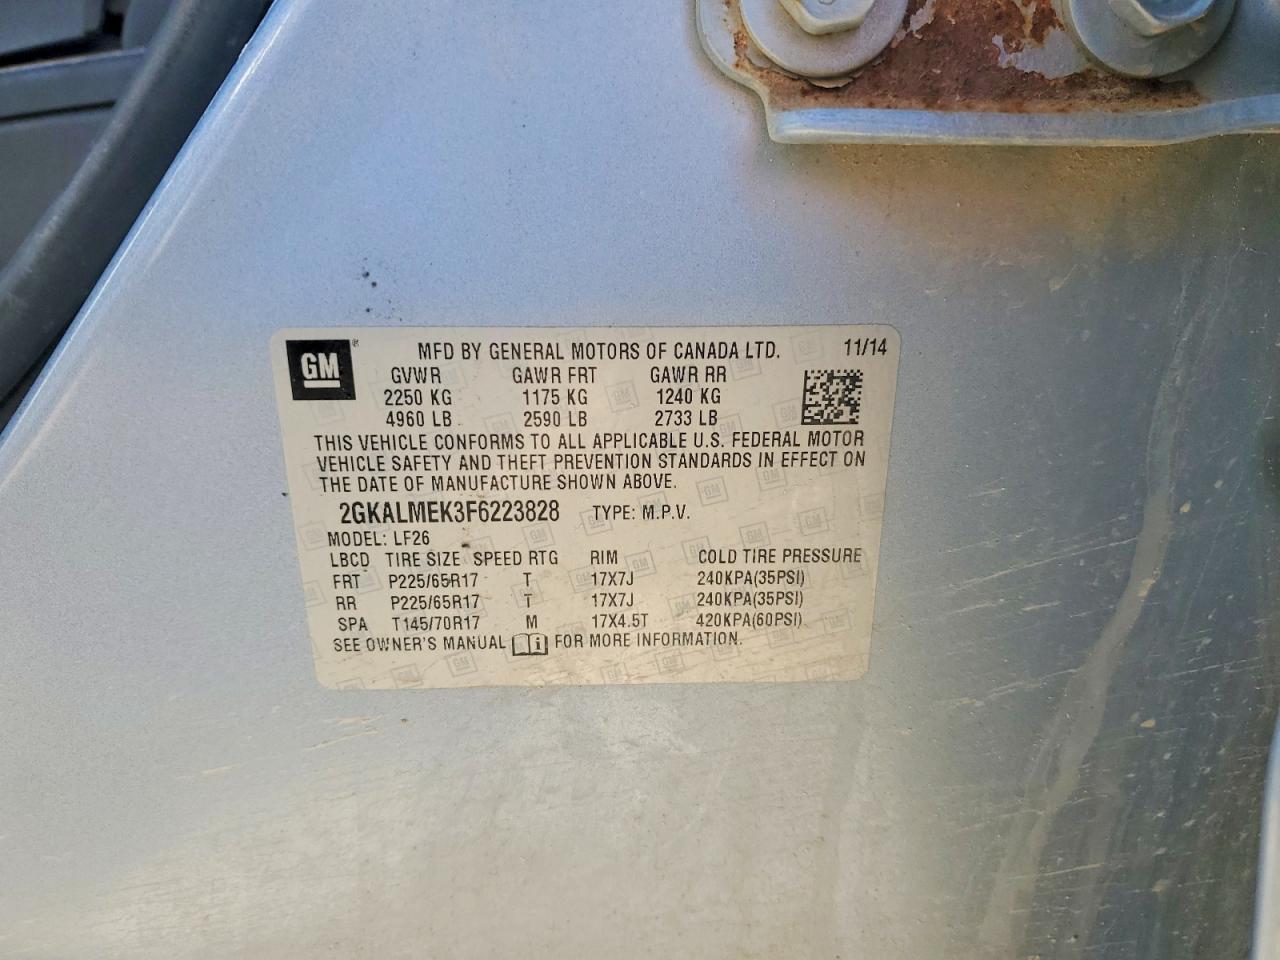 GM ® MFD BY GENERAL MOTORS OF CANADA LTD. 11/14
GVWR GAWR FRT GAWR RR
2250 KG 1175 KG 1240 KG
4960 LB 2590 LB 2733 LB
THIS VEHICLE CONFORMS TO ALL APPLICABLE U.S. FEDERAL MOTOR
VEHICLE SAFETY AND THEFT PREVENTION STANDARDS IN EFFECT ON
THE DATE OF MANUFACTURE SHOWN ABOVE.
2GKALMEK3F6223828 TYPE: M.P.V.
MODEL: LF26
LBCD TIRE SIZE SPEED RTG RIM COLD TIRE PRESSURE
FRT P225/65R17 T 17X7J 240KPA(35PSI)
RR P225/65R17 T 17X7J 240KPA(35PSI)
SPA T145/70R17 M 17X4.5T 420KPA(60PSI)
SEE OWNER'S MANUAL i FOR MORE INFORMATION.